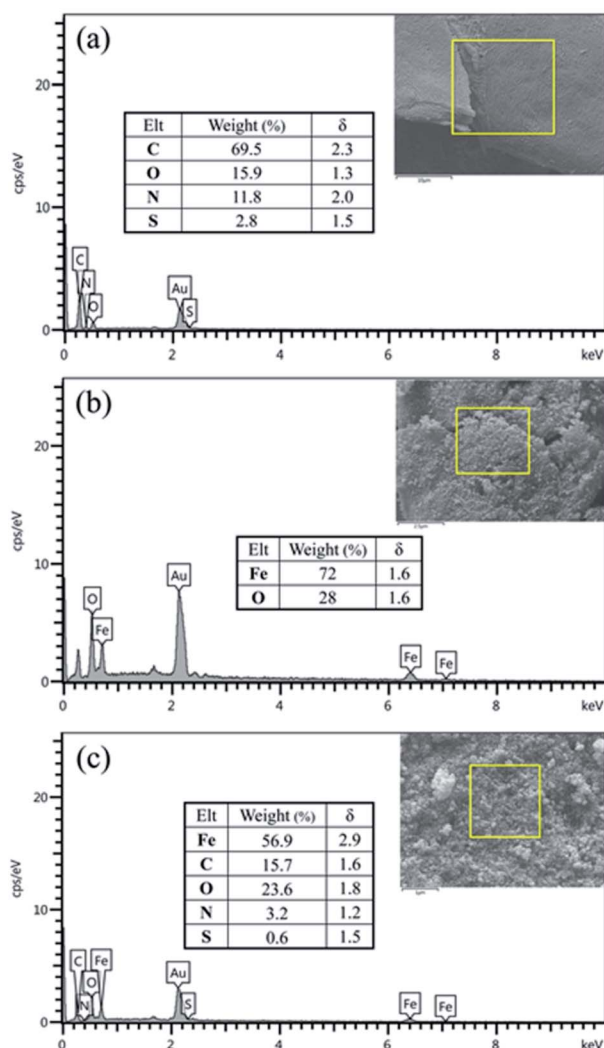 (a)
cps/eV
20
10
0
Elt Weight (%) δ
C 69.5 2.3
O 15.9 1.3
N 11.8 2.0
S 2.8 1.5
C
N
O
Au
S
0 2 4 6 8 keV
(b)
cps/eV
20
10
0
Elt Weight (%) δ
Fe 72 1.6
O 28 1.6
O
Fe
Au
Fe
Fe
0 2 4 6 8 keV
(c)
cps/eV
20
10
0
Elt Weight (%) δ
Fe 56.9 2.9
C 15.7 1.6
O 23.6 1.8
N 3.2 1.2
S 0.6 1.5
C
Fe
O
N
Au
S
Fe
Fe
0 2 4 6 8 keV